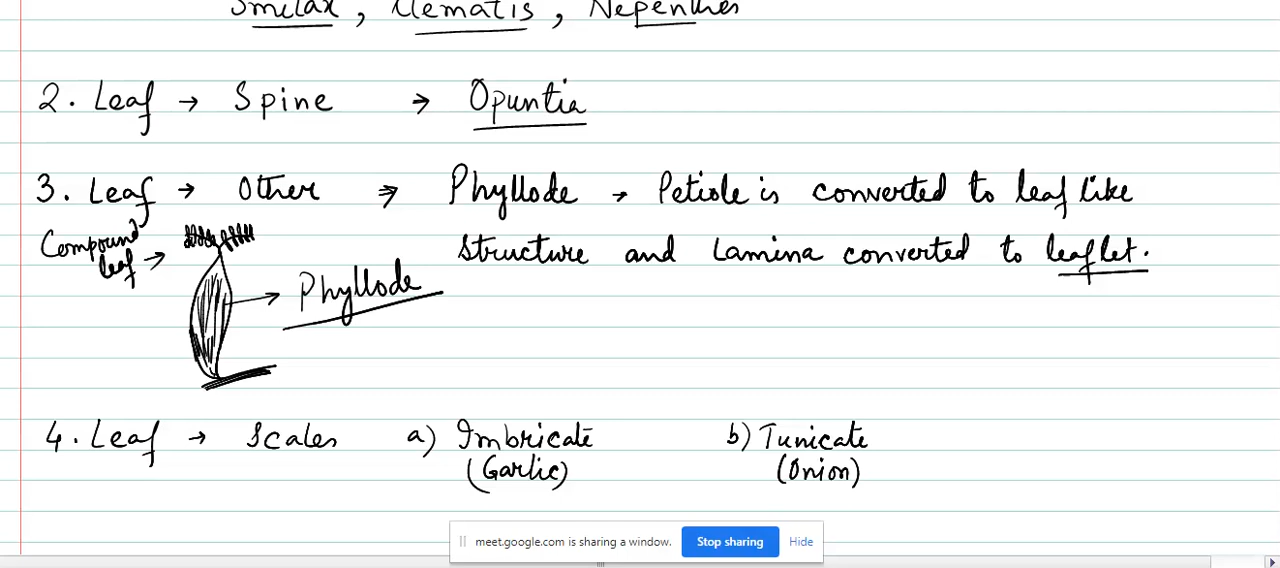 Smilax, Clematis, Nepenthes
2. Leaf → Spine → Opuntia
3. Leaf → Other ⇒ Phyllode → Petiole is converted to leaf like
structure and Lamina converted to leaflet.
Compound leaf →
→ Phyllode
4. Leaf → Scales a) Imbricate b) Tunicate
(Garlic) (Onion)
meet.google.com is sharing a window. Stop sharing Hide